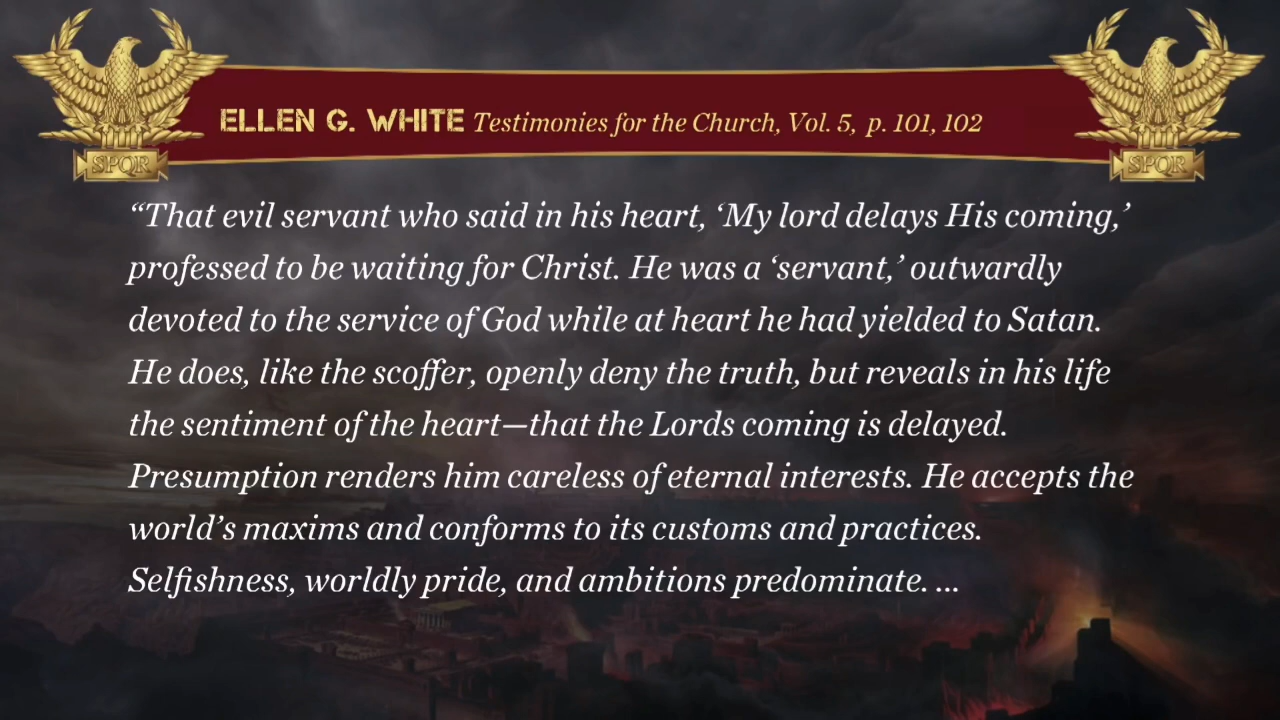 ELLEN G. WHITE Testimonies for the Church, Vol. 5, p. 101, 102
SPQR
SPQR
“That evil servant who said in his heart, ‘My lord delays His coming,’
professed to be waiting for Christ. He was a ‘servant,’ outwardly
devoted to the service of God while at heart he had yielded to Satan.
He does, like the scoffer, openly deny the truth, but reveals in his life
the sentiment of the heart—that the Lords coming is delayed.
Presumption renders him careless of eternal interests. He accepts the
world’s maxims and conforms to its customs and practices.
Selfishness, worldly pride, and ambitions predominate. ...